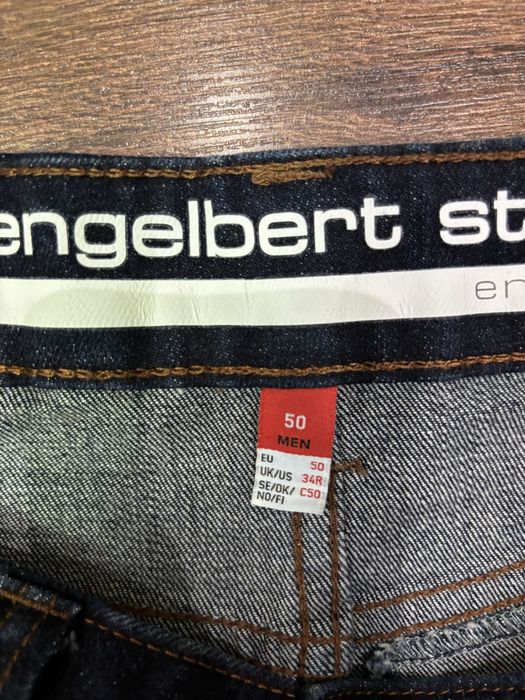 engelbert st
en
50
MEN
EU 50
UK/US 34R
SE/DK/ C50
NO/FI